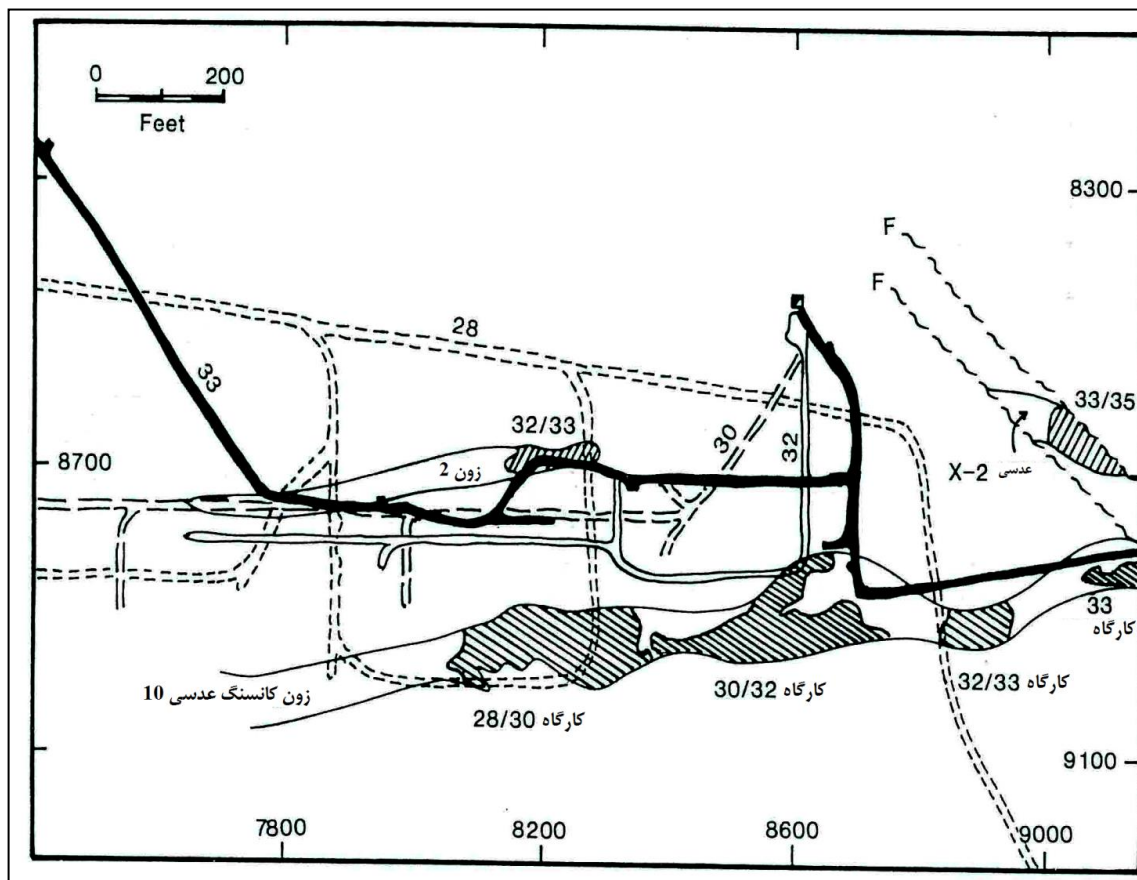 0 200
Feet
8300
F
F
28
33
33/35
32/33
30
32
8700
زون 2
X-2 عدسی
33
کارگاه
زون کانسنگ عدسی 10
28/30 کارگاه
30/32 کارگاه
32/33 کارگاه
9100
7800 8200 8600 9000